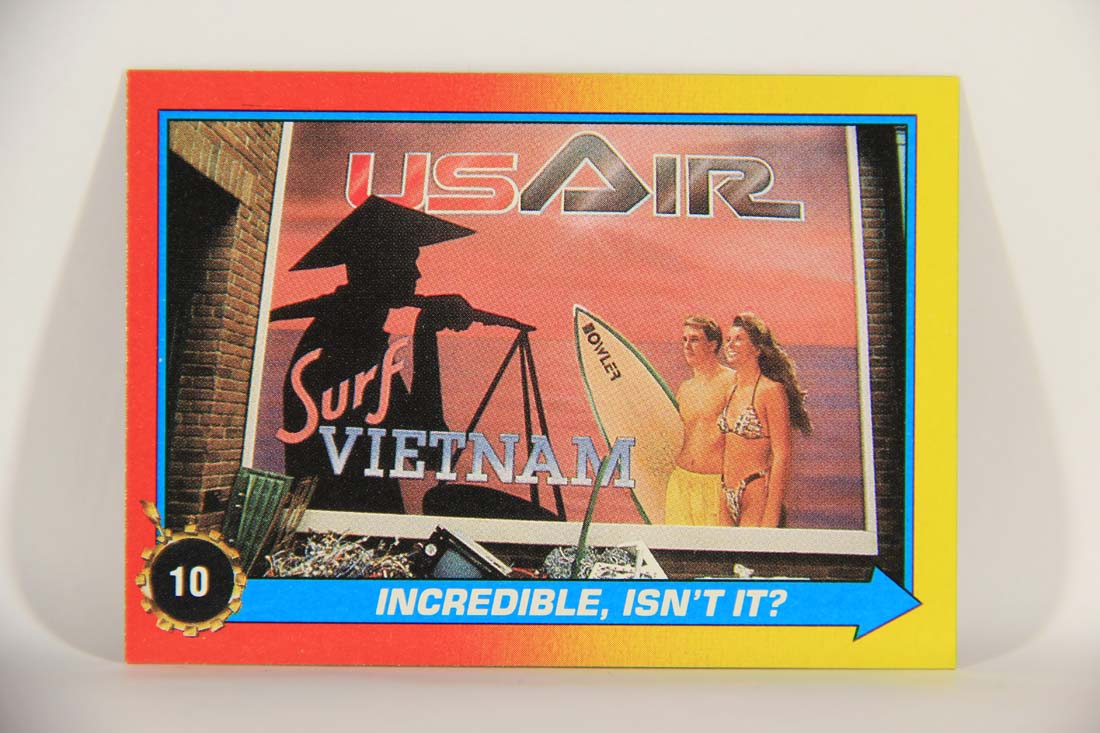 USAIR
Surf
VIETNAM
BOWLER
10
INCREDIBLE, ISN'T IT?